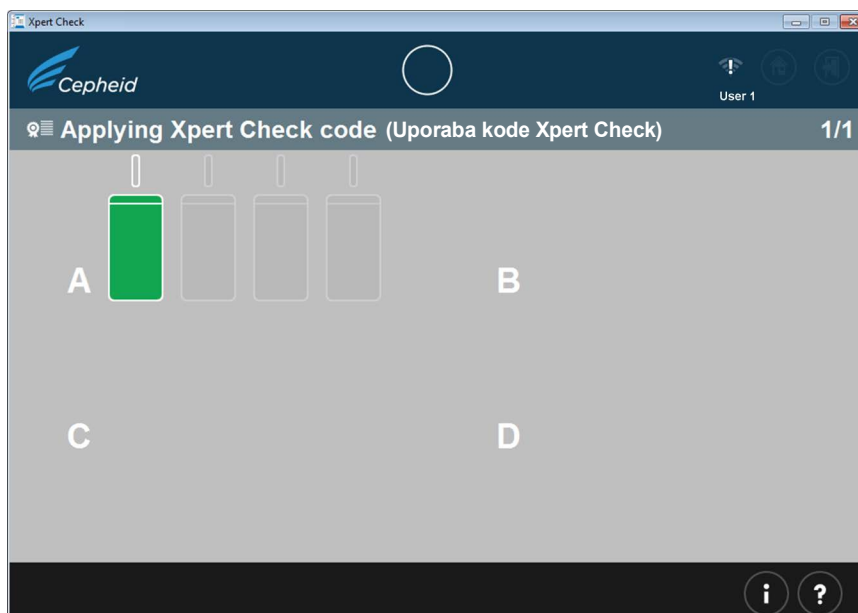 Xpert Check
Cepheid
User 1
Applying Xpert Check code (Uporaba kode Xpert Check) 1/1
A B
C D
i ?